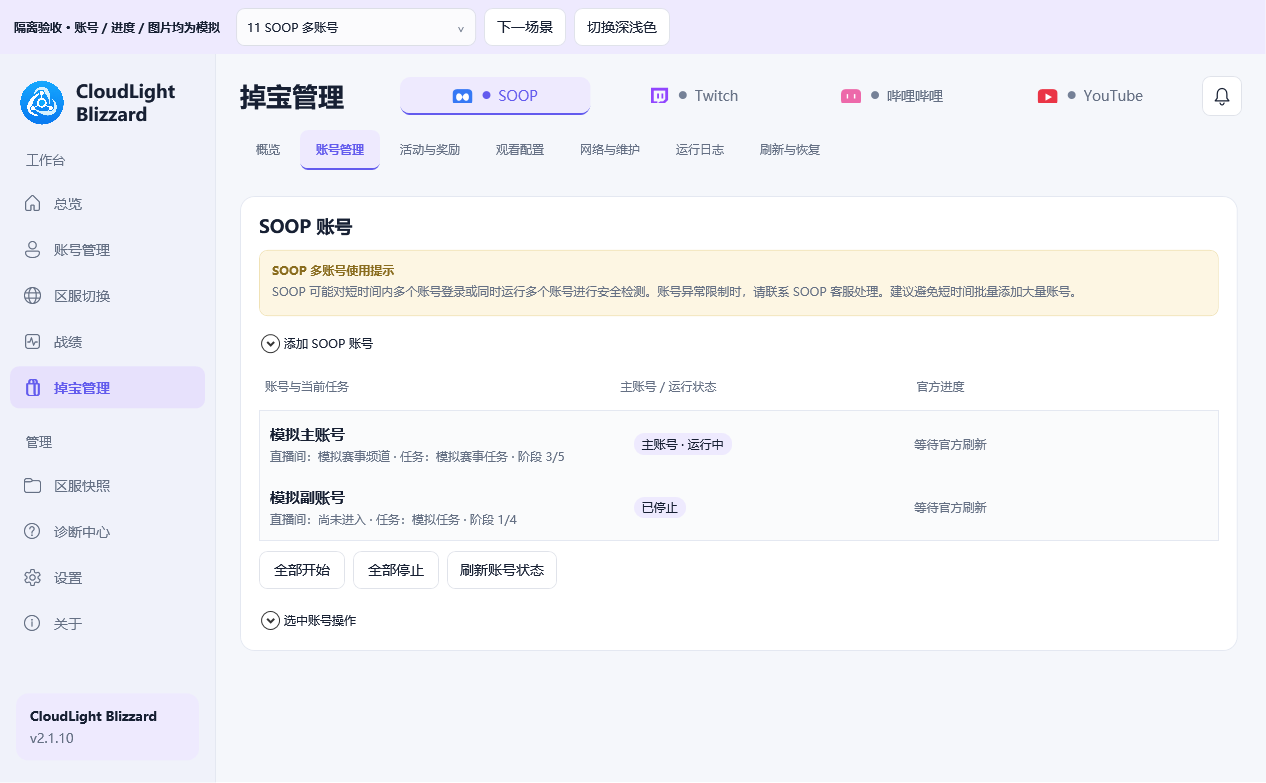 隔离验收 • 账号 / 进度 / 图片均为模拟
11 SOOP 多账号
下一场景
切换深浅色
CloudLight
Blizzard
工作台
总览
账号管理
区服切换
战绩
掉宝管理
管理
区服快照
诊断中心
设置
关于
CloudLight Blizzard
v2.1.10
掉宝管理
SOOP
Twitch
哔哩哔哩
YouTube
概览
账号管理
活动与奖励
观看配置
网络与维护
运行日志
刷新与恢复
SOOP 账号
SOOP 多账号使用提示
SOOP 可能对短时间内多个账号登录或同时运行多个账号进行安全检测。账号异常限制时，请联系 SOOP 客服处理。建议避免短时间批量添加大量账号。
添加 SOOP 账号
账号与当前任务
主账号 / 运行状态
官方进度
模拟主账号
直播间：模拟赛事频道 · 任务：模拟赛事任务 · 阶段 3/5
主账号 · 运行中
等待官方刷新
模拟副账号
直播间：尚未进入 · 任务：模拟任务 · 阶段 1/4
已停止
等待官方刷新
全部开始
全部停止
刷新账号状态
选中账号操作